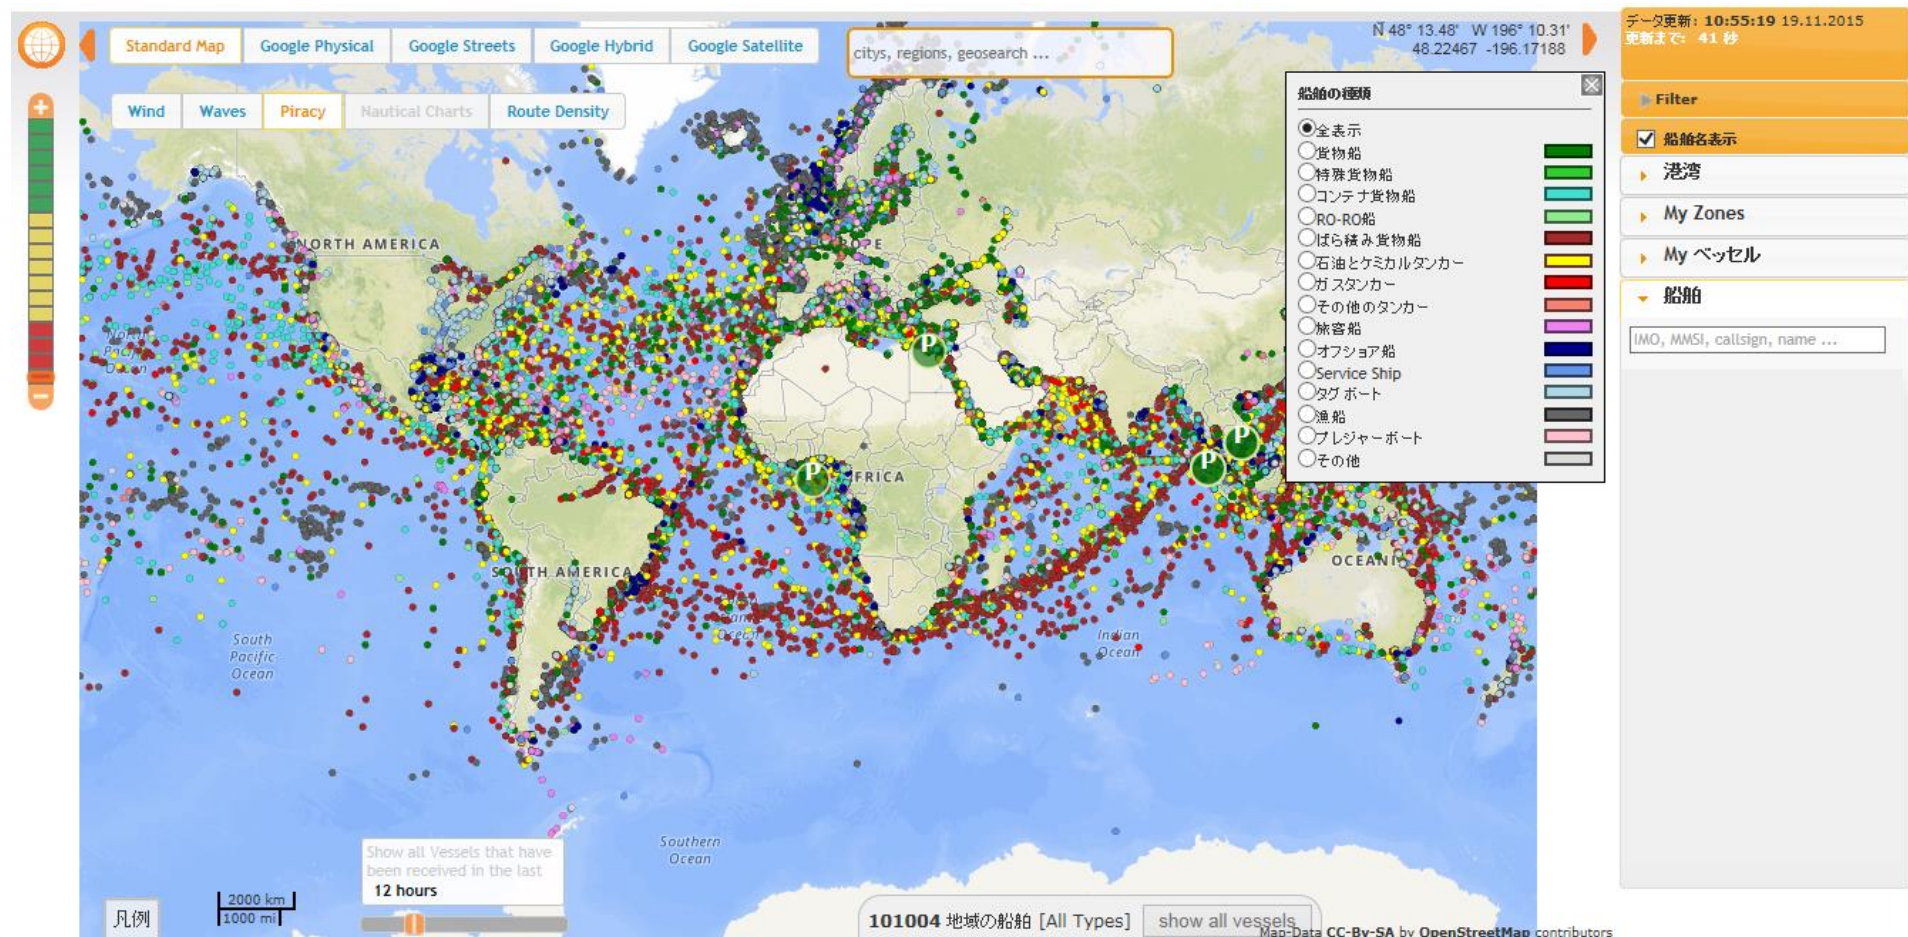 Standard Map
Google Physical
Google Streets
Google Hybrid
Google Satellite
citys, regions, geosearch ...
N 48° 13.48' W 196° 10.31'
48.22467 -196.17188
データ更新: 10:55:19 19.11.2015
更新まで: 41 秒
Wind
Waves
Piracy
Nautical Charts
Route Density
船舶の種類
全表示
貨物船
特殊貨物船
コンテナ貨物船
RO-RO船
ばら積み貨物船
石油とケミカルタンカー
ガスタンカー
その他のタンカー
旅客船
オフショア船
Service Ship
タグボート
漁船
プレジャーボート
その他
Filter
船舶名表示
港湾
My Zones
My ベッセル
船舶
IMO, MMSI, callsign, name ...
NORTH AMERICA
P
P
P
P
SOUTH AMERICA
South
Pacific
Ocean
Indian
Ocean
Southern
Ocean
Show all Vessels that have
been received in the last
12 hours
凡例
2000 km
1000 mi
101004 地域の船舶 [All Types]
show all vessels
Map-Data CC-By-SA by OpenStreetMap contributors